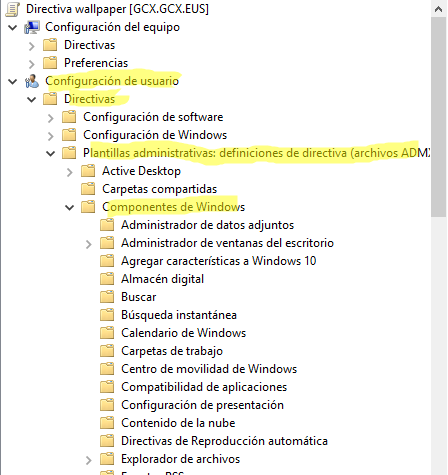 Directiva wallpaper [GCX.GCX.EUS]
Configuración del equipo
Directivas
Preferencias
Configuración de usuario
Directivas
Configuración de software
Configuración de Windows
Plantillas administrativas: definiciones de directiva (archivos ADMX
Active Desktop
Carpetas compartidas
Componentes de Windows
Administrador de datos adjuntos
Administrador de ventanas del escritorio
Agregar características a Windows 10
Almacén digital
Buscar
Búsqueda instantánea
Calendario de Windows
Carpetas de trabajo
Centro de movilidad de Windows
Compatibilidad de aplicaciones
Configuración de presentación
Contenido de la nube
Directivas de Reproducción automática
Explorador de archivos